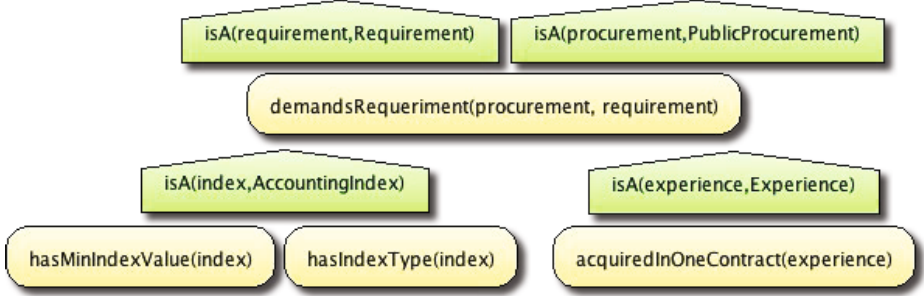 isA(requirement,Requirement)
isA(procurement,PublicProcurement)
demandsRequeriment(procurement, requirement)
isA(index,AccountingIndex)
isA(experience,Experience)
hasMinIndexValue(index)
hasIndexType(index)
acquiredInOneContract(experience)